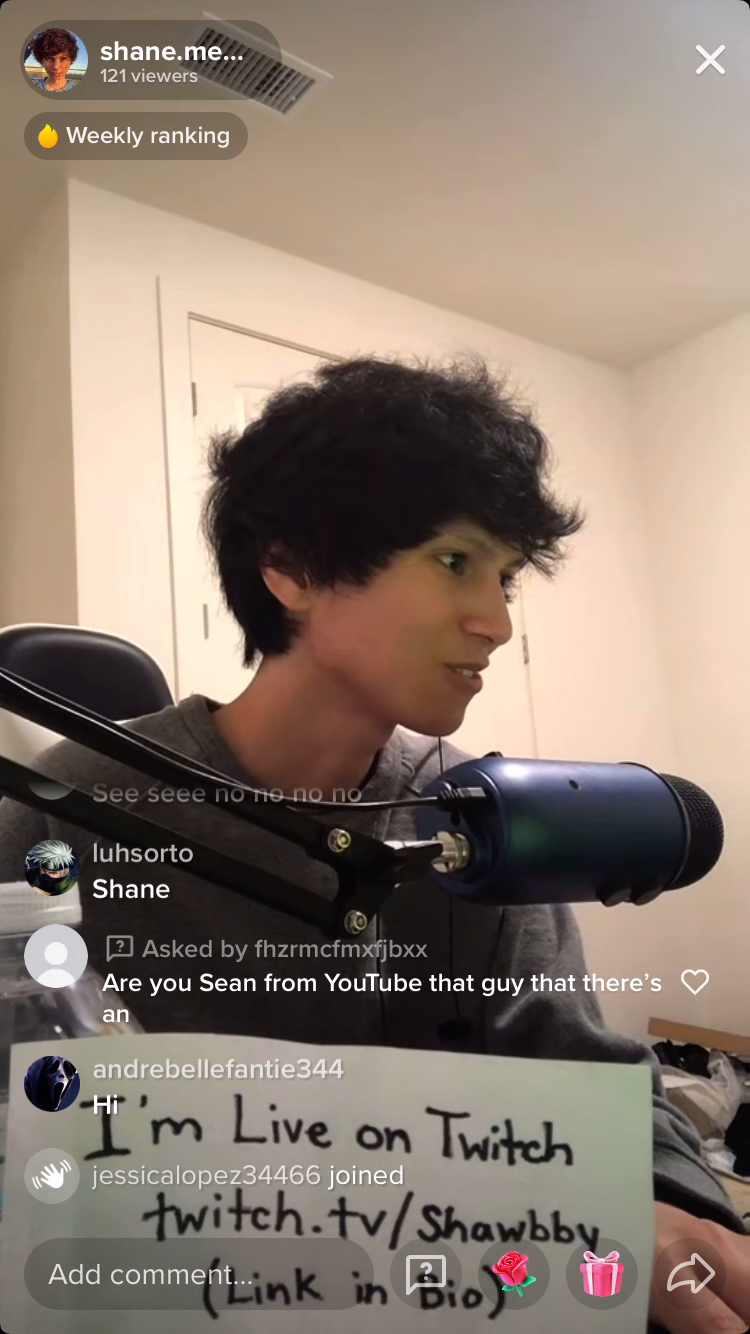 shane.me...
121 viewers
Weekly ranking
See seee no no no no
luhsorto
Shane
Asked by fhzrmcfmxfjbxx
Are you Sean from YouTube that guy that there's
an
andrebellefantie344
Hi
I'm Live on Twitch
jessicalopez34466 joined
twitch.tv/Shawbby
Add comment...
(Link in Bio)